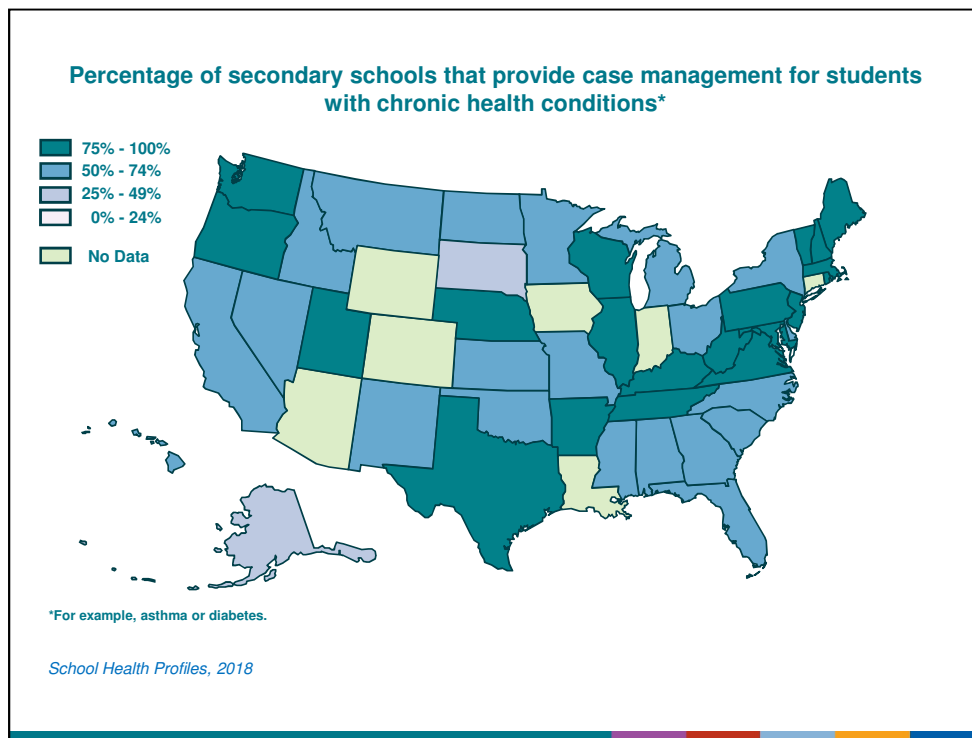 Percentage of secondary schools that provide case management for students
with chronic health conditions*
75% - 100%
50% - 74%
25% - 49%
0% - 24%
No Data
*For example, asthma or diabetes.
School Health Profiles, 2018